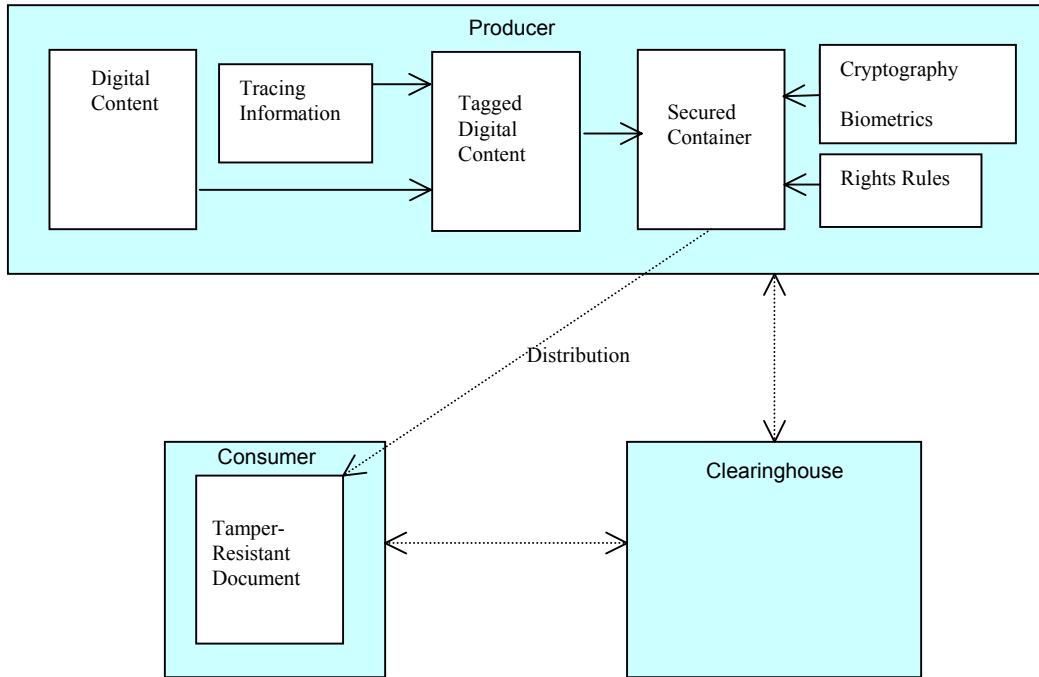 Producer
Digital
Content
Tracing
Information
Tagged
Digital
Content
Secured
Container
Cryptography
Biometrics
Rights Rules
Distribution
Consumer
Tamper-
Resistant
Document
Clearinghouse